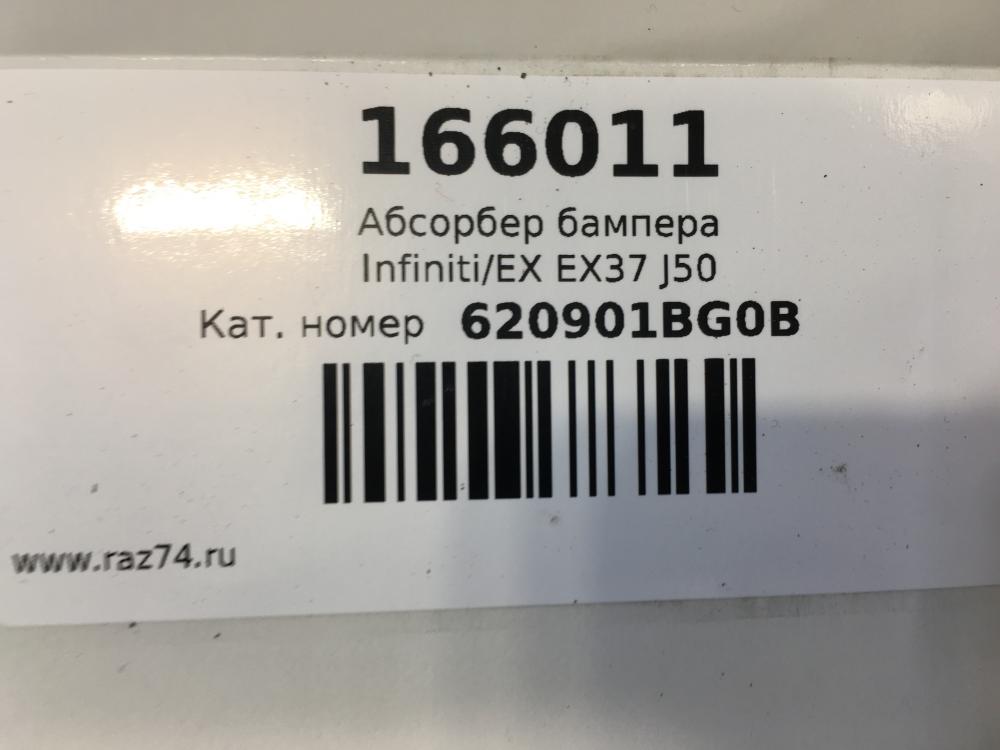 166011
Абсорбер бампера
Infiniti/EX EX37 J50
Кат. номер 620901BG0B
www.raz74.ru